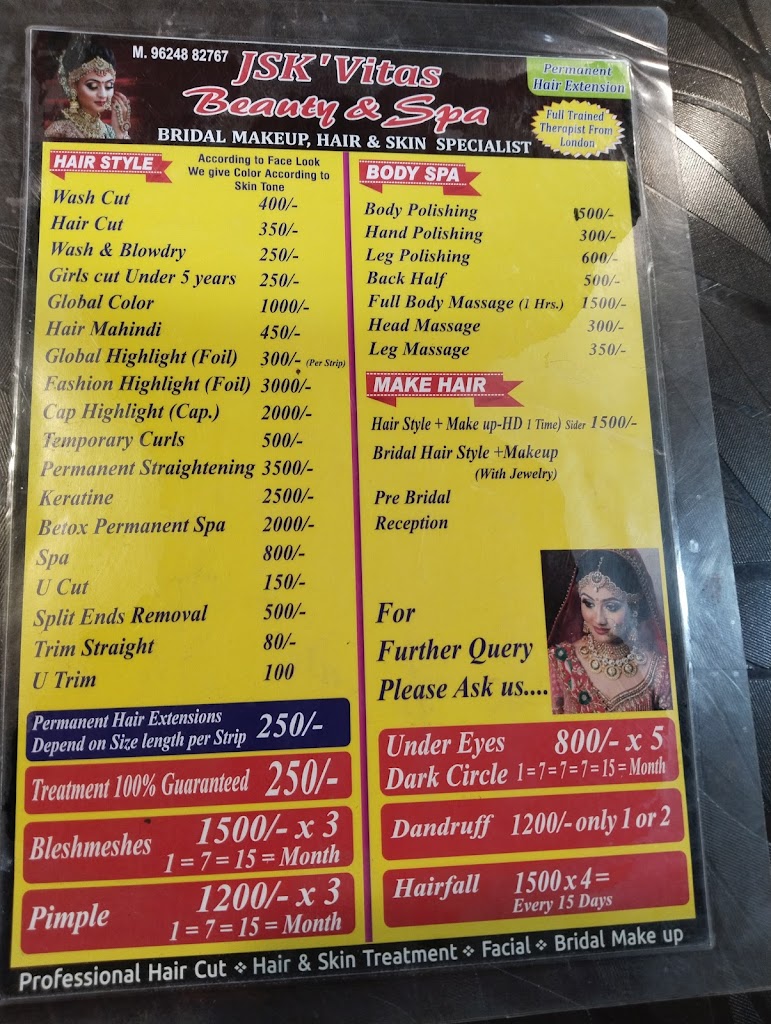 M. 96248 82767
JSK'Vitas
Beauty & Spa
BRIDAL MAKEUP, HAIR & SKIN SPECIALIST
Permanent
Hair Extension
Full Trained
Therapist From
London
HAIR STYLE
According to Face Look
We give Color According to
Skin Tone
Wash Cut 400/-
Hair Cut 350/-
Wash & Blowdry 250/-
Girls cut Under 5 years 250/-
Global Color 1000/-
Hair Mahindi 450/-
Global Highlight (Foil) 300/- (Per Strip)
Fashion Highlight (Foil) 3000/-
Cap Highlight (Cap.) 2000/-
Temporary Curls 500/-
Permanent Straightening 3500/-
Keratine 2500/-
Betox Permanent Spa 2000/-
Spa 800/-
U Cut 150/-
Split Ends Removal 500/-
Trim Straight 80/-
U Trim 100
Permanent Hair Extensions
Depend on Size length per Strip 250/-
Treatment 100% Guaranteed 250/-
Bleshmeshes 1500/- x 3
1 = 7 = 15 = Month
Pimple 1200/- x 3
1 = 7 = 15 = Month
BODY SPA
Body Polishing 500/-
Hand Polishing 300/-
Leg Polishing 600/-
Back Half 500/-
Full Body Massage (1 Hrs.) 1500/-
Head Massage 300/-
Leg Massage 350/-
MAKE HAIR
Hair Style + Make up-HD 1 Time) Sider 1500/-
Bridal Hair Style +Makeup
(With Jewelry)
Pre Bridal
Reception
For
Further Query
Please Ask us....
Under Eyes 800/- x 5
Dark Circle 1 = 7 = 7 = 7 = 15 = Month
Dandruff 1200/- only 1 or 2
Hairfall 1500 x 4 =
Every 15 Days
Professional Hair Cut ❖ Hair & Skin Treatment ❖ Facial ❖ Bridal Make up